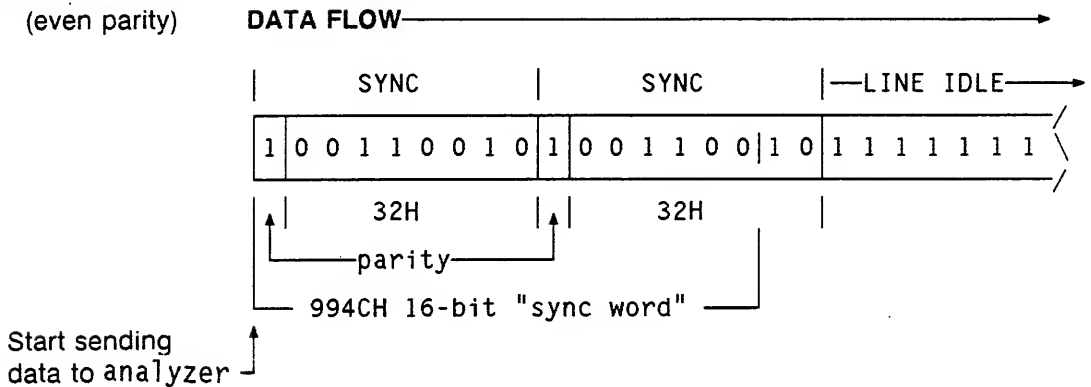 (even parity) DATA FLOW
SYNC SYNC LINE IDLE
1 0 0 1 1 0 0 1 0 1 0 0 1 1 0 0 1 0 1 1 1 1 1 1 1
32H 32H
parity
994CH 16-bit "sync word"
Start sending
data to analyzer